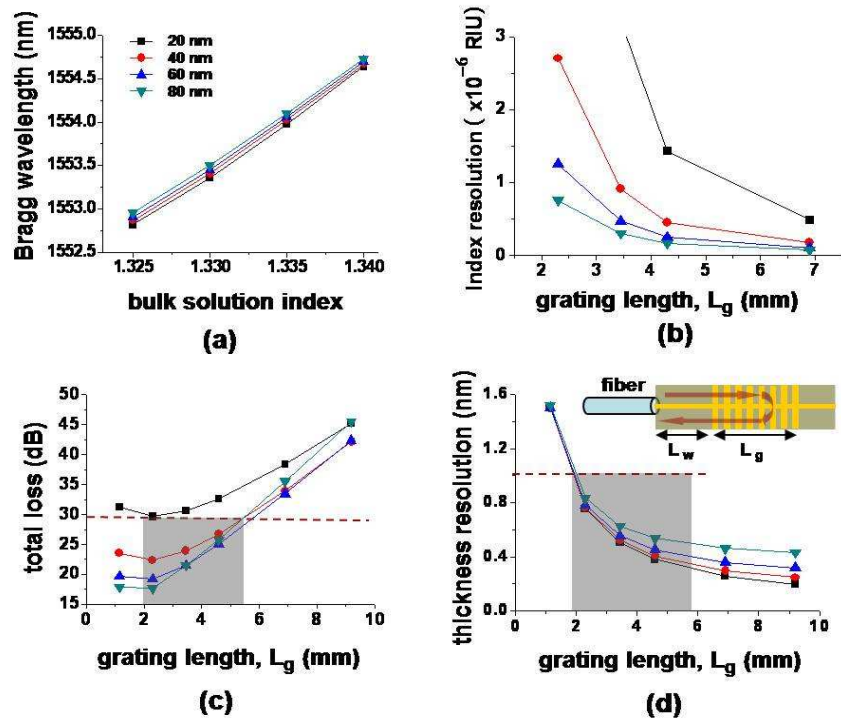 1555.0
1554.5
1554.0
1553.5
1553.0
1552.5
Bragg wavelength (nm)
20 nm
40 nm
60 nm
80 nm
1.325 1.330 1.335 1.340
bulk solution index
(a)
3
2
1
0
Index resolution ( x10⁻⁶ RIU)
2 3 4 5 6 7
grating length, Lg (mm)
(b)
50
45
40
35
30
25
20
15
total loss (dB)
0 2 4 6 8 10
grating length, Lg (mm)
(c)
1.6
1.2
0.8
0.4
0.0
thickness resolution (nm)
fiber
Lw Lg
0 2 4 6 8 10
grating length, Lg (mm)
(d)